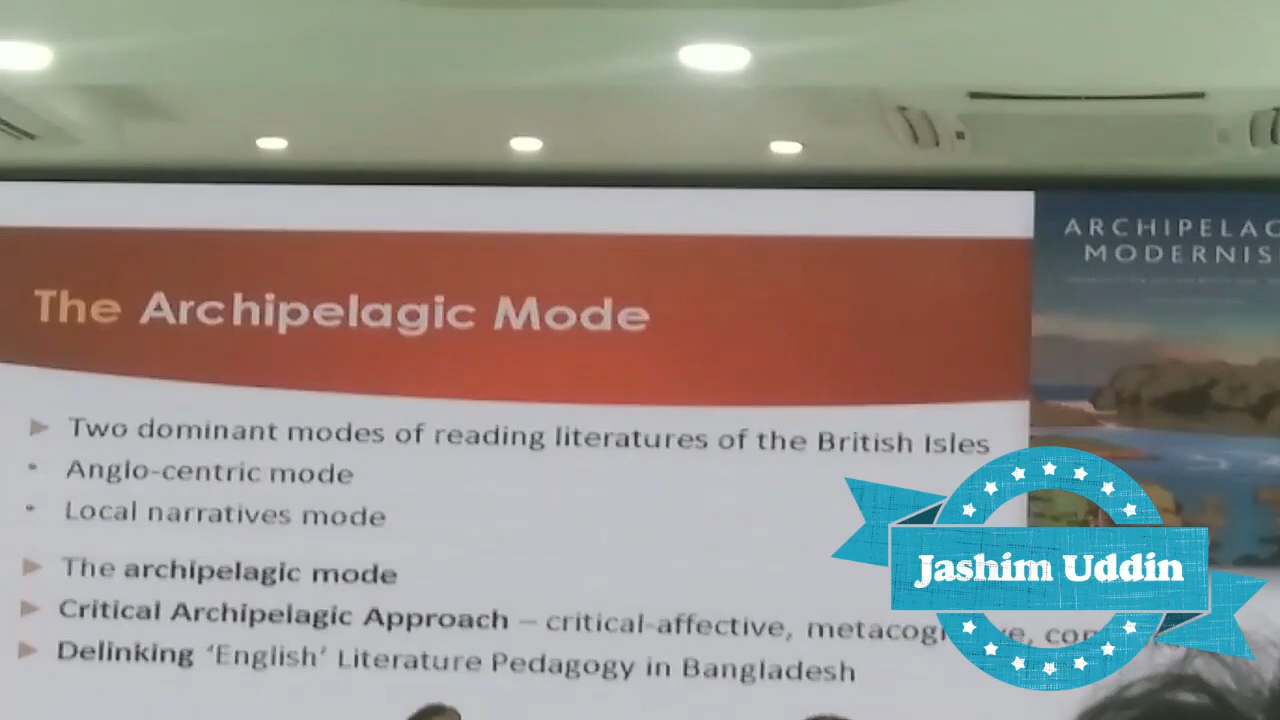 ARCHIPELAG
MODERNIS
The Archipelagic Mode
Two dominant modes of reading literatures of the British Isles
• Anglo-centric mode
• Local narratives mode
The archipelagic mode
Critical Archipelagic Approach – critical-affective, metacogn
Delinking ‘English’ Literature Pedagogy in Bangladesh
Jashim Uddin